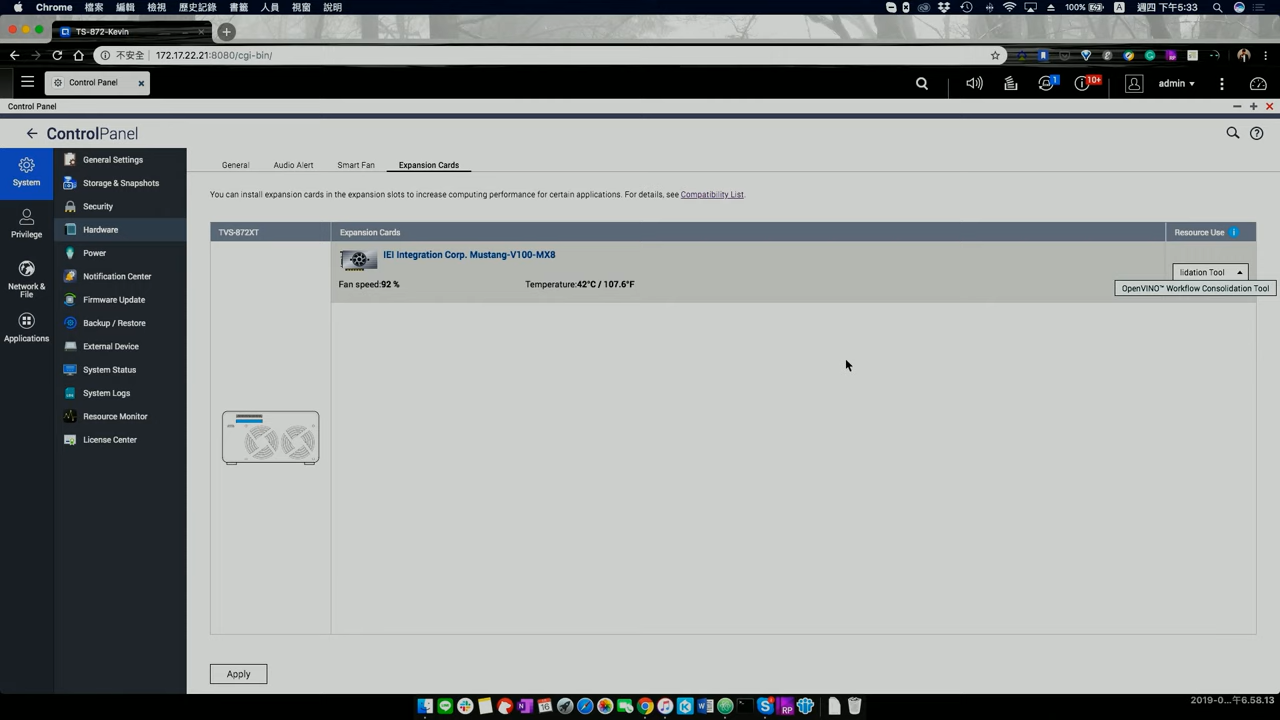 Chrome 檔案 編輯 檢視 歷史記錄 書籤 人員 視窗 說明
100% A 週四 下午5:33
TS-872-Kevin
不安全 172.17.22.21:8080/cgi-bin/
Control Panel
1 10+ admin
Control Panel
ControlPanel
System
Privilege
Network & File
Applications
General Settings
Storage & Snapshots
Security
Hardware
Power
Notification Center
Firmware Update
Backup / Restore
External Device
System Status
System Logs
Resource Monitor
License Center
General Audio Alert Smart Fan Expansion Cards
You can install expansion cards in the expansion slots to increase computing performance for certain applications. For details, see Compatibility List.
TVS-872XT Expansion Cards Resource Use
IEI Integration Corp. Mustang-V100-MX8
lidation Tool
Fan speed:92 % Temperature:42°C / 107.6°F
OpenVINO™ Workflow Consolidation Tool
Apply
16
RP
2019-0...午6.58.13